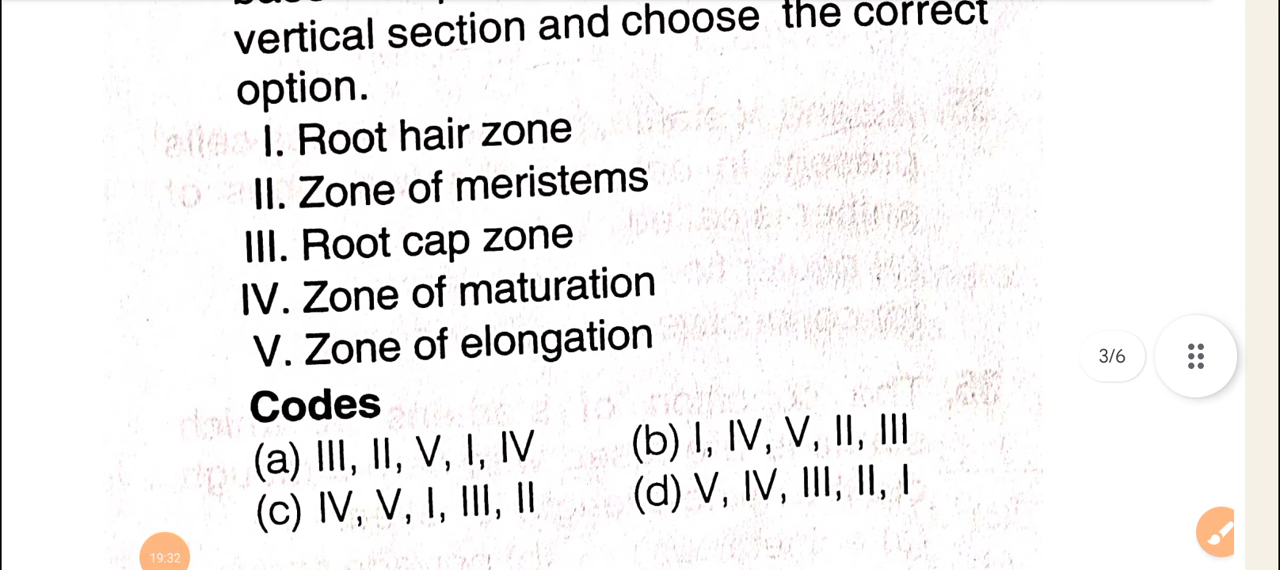 vertical section and choose the correct
option.
I. Root hair zone
II. Zone of meristems
III. Root cap zone
IV. Zone of maturation
V. Zone of elongation
3/6
Codes
(a) III, II, V, I, IV (b) I, IV, V, II, III
(c) IV, V, I, III, II (d) V, IV, III, II, I
19:32